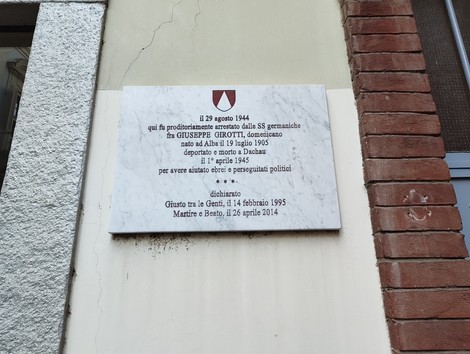 il 29 agosto 1944
qui fu proditoriamente arrestato dalle SS germaniche
fra GIUSEPPE GIROTTI, domenicano
nato ad Alba il 19 luglio 1905
deportato e morto a Dachau
il 1° aprile 1945
per avere aiutato ebrei e perseguitati politici
* * *
dichiarato
Giusto tra le Genti, il 14 febbraio 1995
Martire e Beato, il 26 aprile 2014